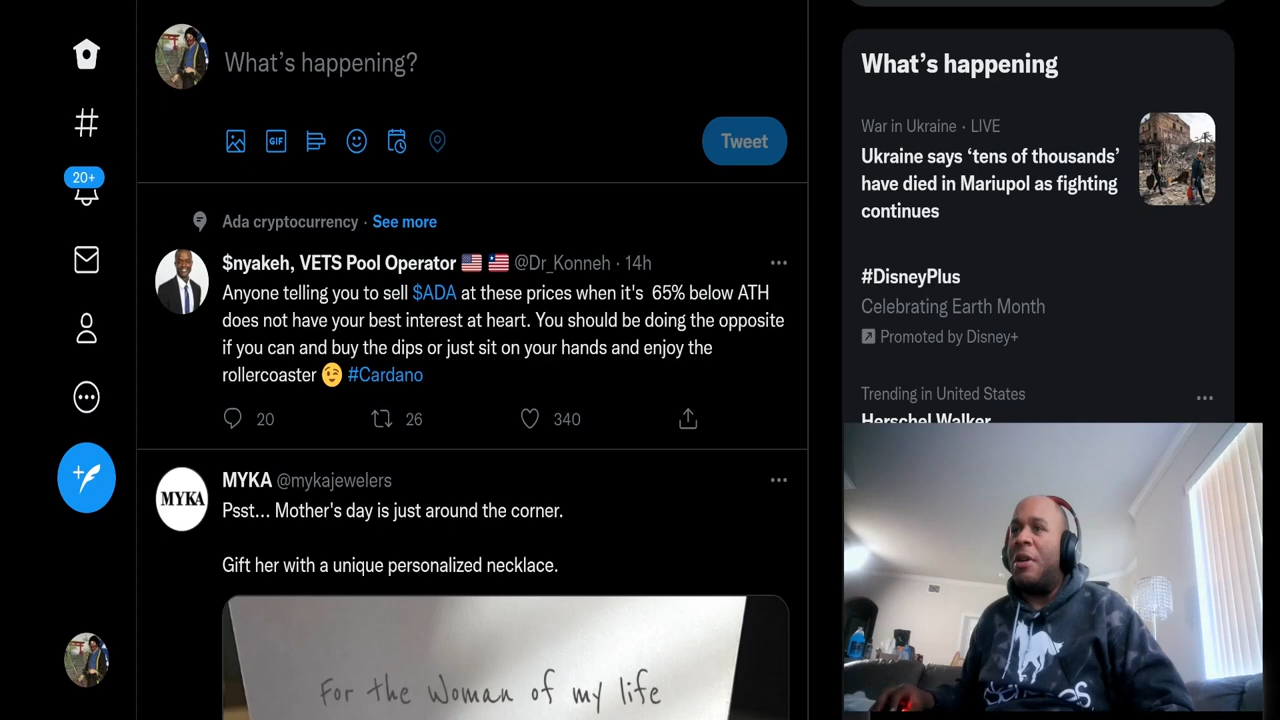 What's happening?
GIF
Tweet
20+
Ada cryptocurrency · See more
$nyakeh, VETS Pool Operator 🇺🇸 🇱🇷 @Dr_Konneh · 14h
Anyone telling you to sell $ADA at these prices when it's 65% below ATH
does not have your best interest at heart. You should be doing the opposite
if you can and buy the dips or just sit on your hands and enjoy the
rollercoaster 😉 #Cardano
20 26 340
MYKA
MYKA @mykajewelers
Psst... Mother's day is just around the corner.
Gift her with a unique personalized necklace.
For the Woman of my life
What's happening
War in Ukraine · LIVE
Ukraine says ‘tens of thousands’
have died in Mariupol as fighting
continues
#DisneyPlus
Celebrating Earth Month
Promoted by Disney+
Trending in United States
Herschel Walker